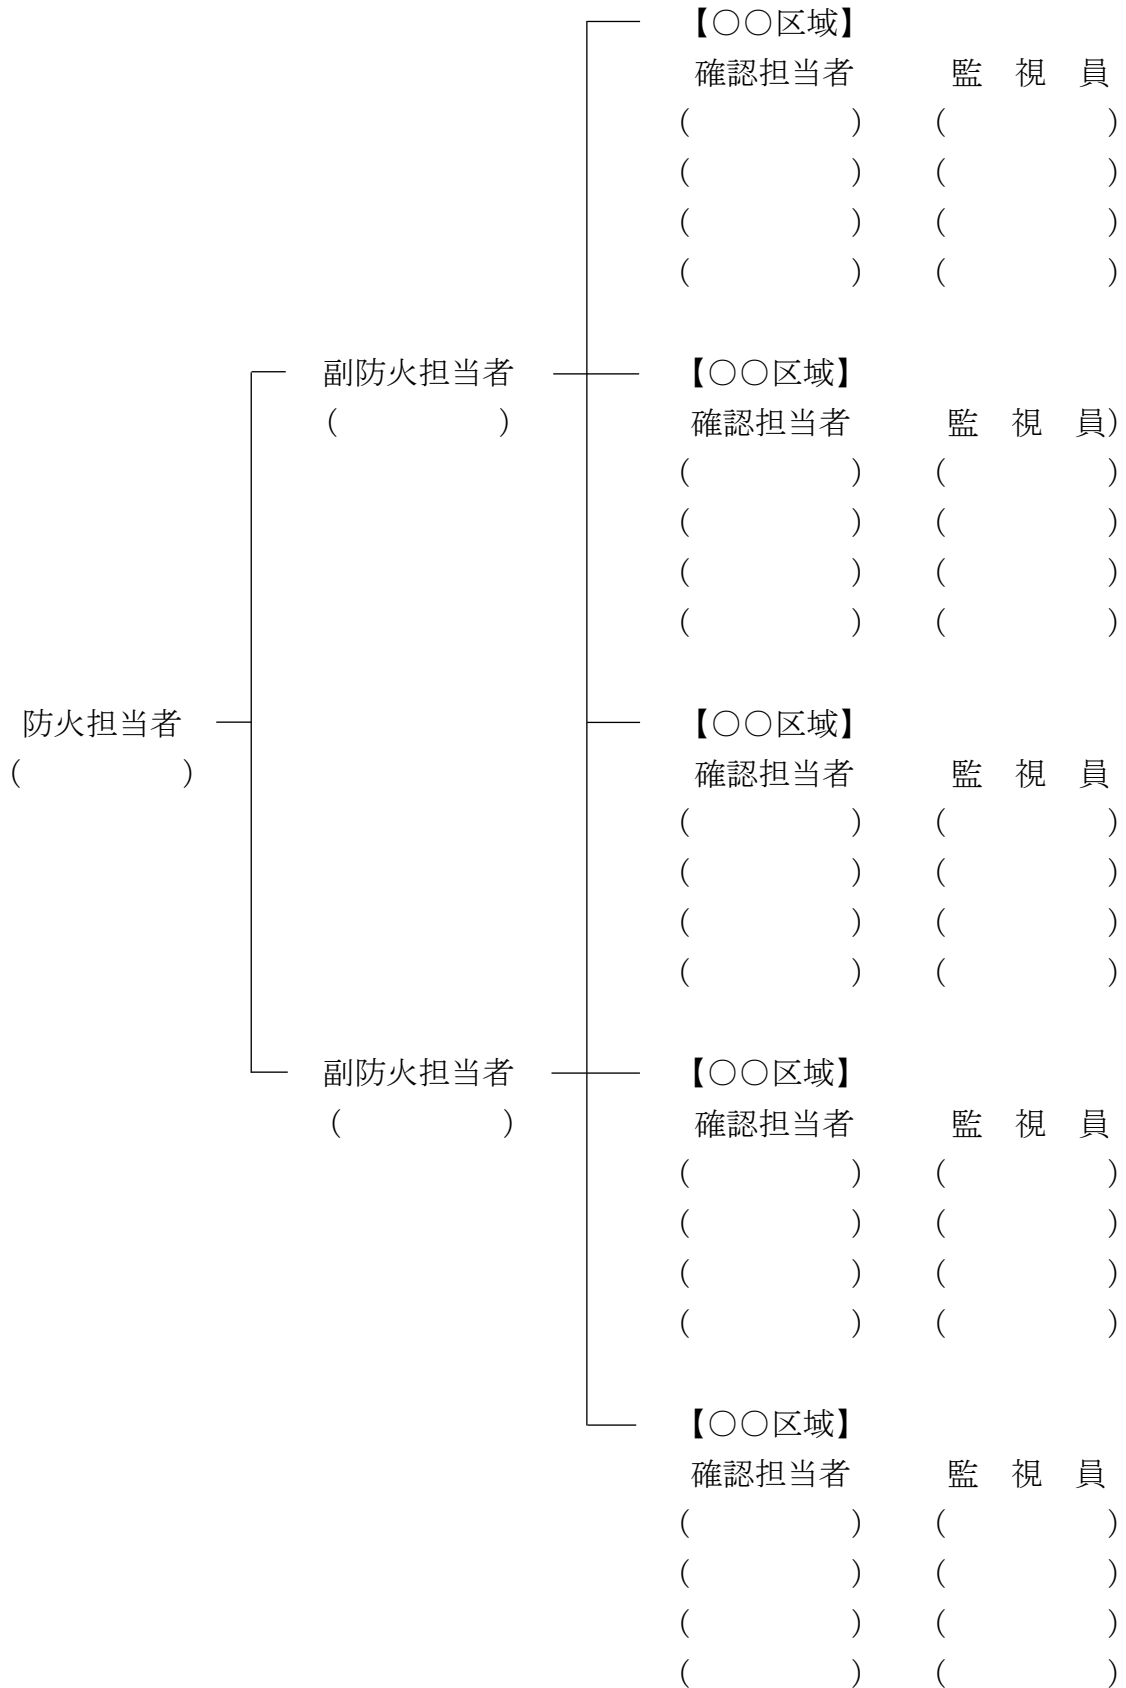 【○○区域】
確認担当者　　　監　視　員
(　　　　　)　　(　　　　　)
(　　　　　)　　(　　　　　)
(　　　　　)　　(　　　　　)
(　　　　　)　　(　　　　　)
副防火担当者　　【○○区域】
(　　　　　)　　確認担当者　　　監　視　員)
(　　　　　)　　(　　　　　)
(　　　　　)　　(　　　　　)
(　　　　　)　　(　　　　　)
(　　　　　)　　(　　　　　)
防火担当者　　【○○区域】
(　　　　　)　　確認担当者　　　監　視　員
(　　　　　)　　(　　　　　)
(　　　　　)　　(　　　　　)
(　　　　　)　　(　　　　　)
(　　　　　)　　(　　　　　)
副防火担当者　　【○○区域】
(　　　　　)　　確認担当者　　　監　視　員
(　　　　　)　　(　　　　　)
(　　　　　)　　(　　　　　)
(　　　　　)　　(　　　　　)
(　　　　　)　　(　　　　　)
【○○区域】
確認担当者　　　監　視　員
(　　　　　)　　(　　　　　)
(　　　　　)　　(　　　　　)
(　　　　　)　　(　　　　　)
(　　　　　)　　(　　　　　)